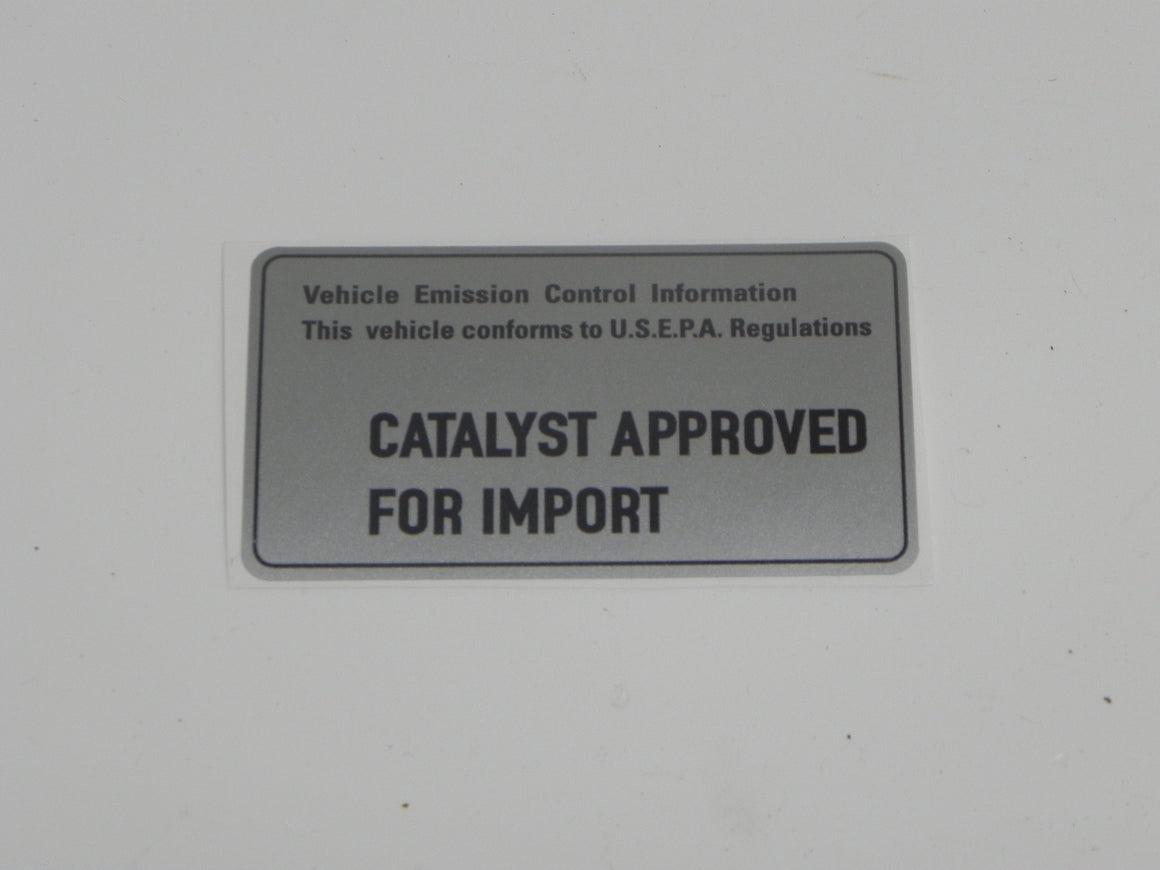 Vehicle Emission Control Information
This vehicle conforms to U.S.E.P.A. Regulations
CATALYST APPROVED
FOR IMPORT